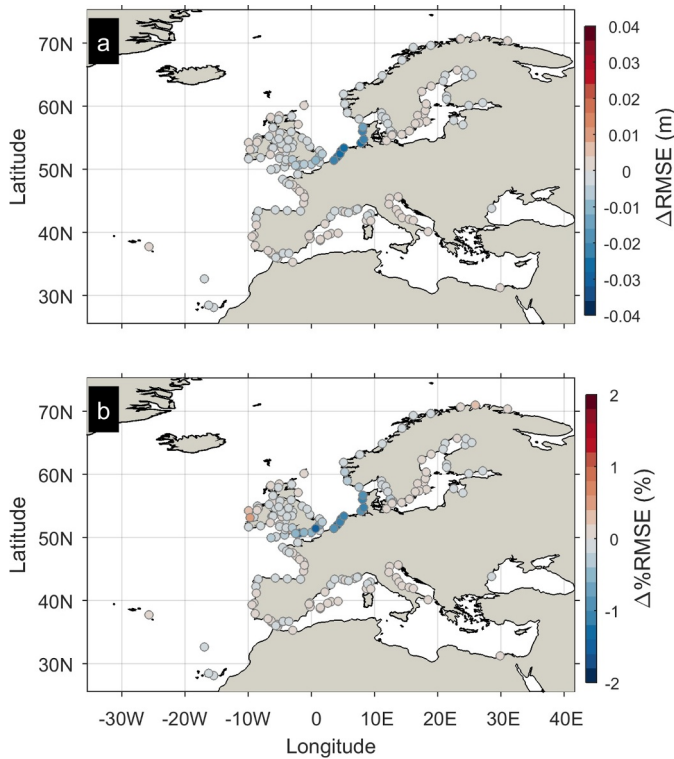 a
70N
60N
50N
40N
30N
Latitude
0.04
0.03
0.02
0.01
0
-0.01
-0.02
-0.03
-0.04
ΔRMSE (m)
b
70N
60N
50N
40N
30N
Latitude
2
1
0
-1
-2
Δ%RMSE (%)
-30W -20W -10W 0 10E 20E 30E 40E
Longitude